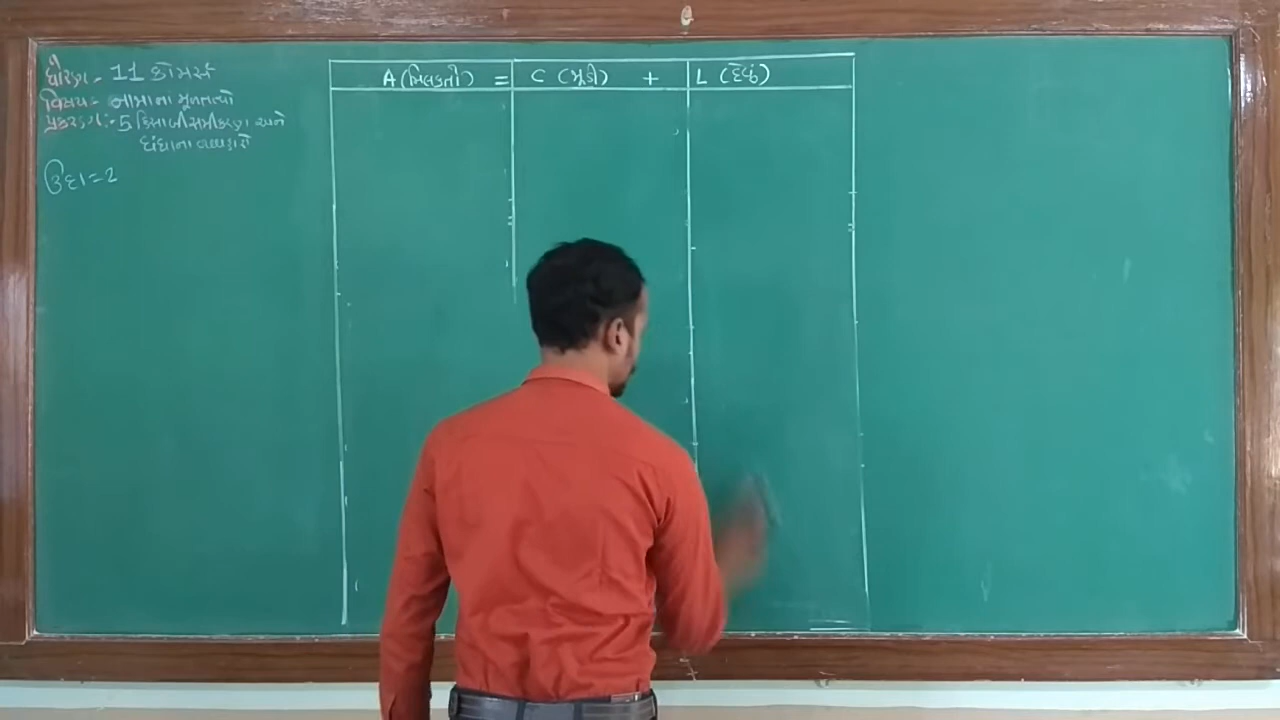 ધોરણ:- 11 કોમર્સ
વિષય:- નામાના મૂળતત્વો
પ્રકરણ:- 5 હિસાબી સમીકરણ અને
ધંધાના વ્યવહારો
ઉદા = 2
A (મિલકતો) = C (મૂડી) + L (દેવું)